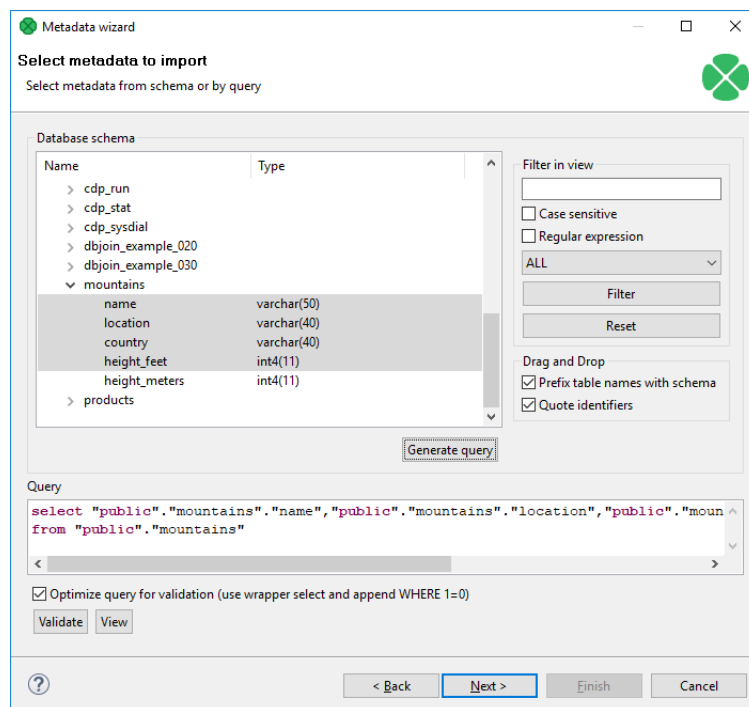 Metadata wizard
Select metadata to import
Select metadata from schema or by query
Database schema
Name Type
cdp_run
cdp_stat
cdp_sysdial
dbjoin_example_020
dbjoin_example_030
mountains
name varchar(50)
location varchar(40)
country varchar(40)
height_feet int4(11)
height_meters int4(11)
products
Filter in view
Case sensitive
Regular expression
ALL
Filter
Reset
Drag and Drop
Prefix table names with schema
Quote identifiers
Generate query
Query
select "public"."mountains"."name","public"."mountains"."location","public"."moun
from "public"."mountains"
Optimize query for validation (use wrapper select and append WHERE 1=0)
Validate View
? < Back Next > Finish Cancel